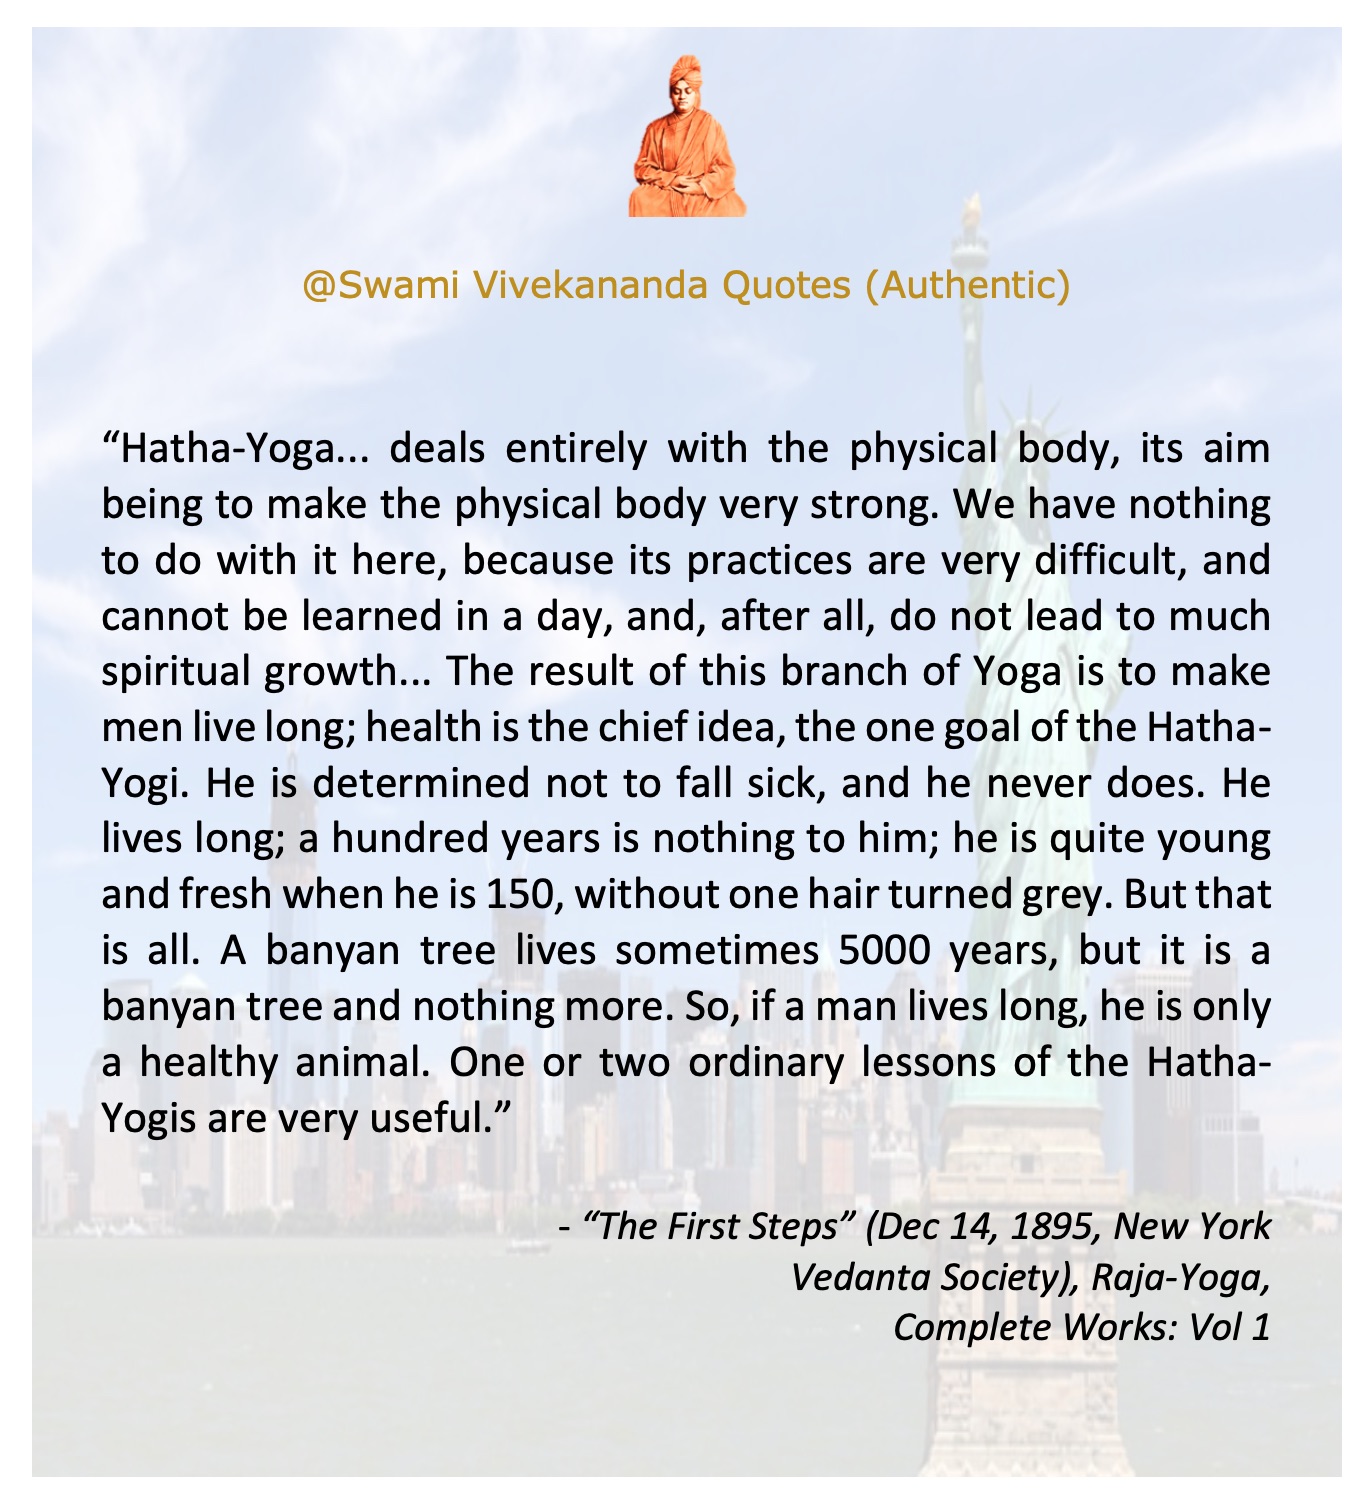 @Swami Vivekananda Quotes (Authentic)
“Hatha-Yoga... deals entirely with the physical body, its aim
being to make the physical body very strong. We have nothing
to do with it here, because its practices are very difficult, and
cannot be learned in a day, and, after all, do not lead to much
spiritual growth... The result of this branch of Yoga is to make
men live long; health is the chief idea, the one goal of the Hatha-
Yogi. He is determined not to fall sick, and he never does. He
lives long; a hundred years is nothing to him; he is quite young
and fresh when he is 150, without one hair turned grey. But that
is all. A banyan tree lives sometimes 5000 years, but it is a
banyan tree and nothing more. So, if a man lives long, he is only
a healthy animal. One or two ordinary lessons of the Hatha-
Yogis are very useful.”
- “The First Steps” (Dec 14, 1895, New York
Vedanta Society), Raja-Yoga,
Complete Works: Vol 1